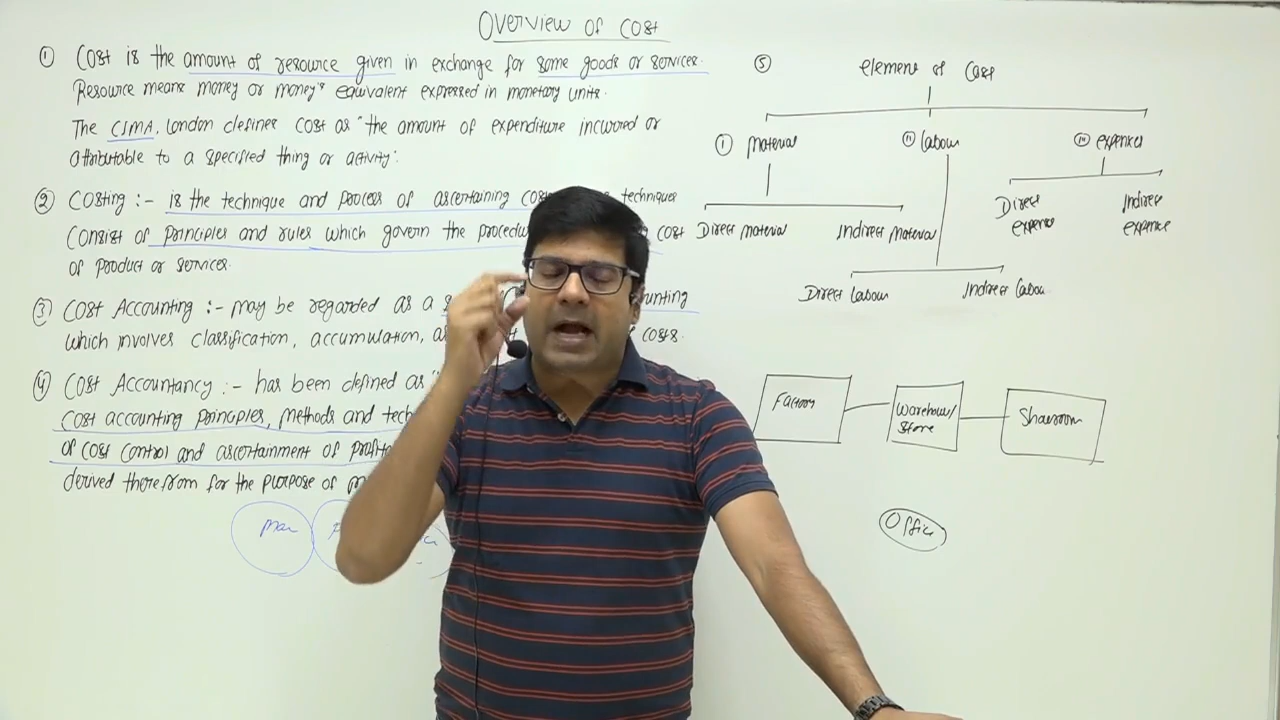 Overview of Cost
① Cost is the amount of resource given in exchange for some goods or services.
Resource means money or money's equivalent expressed in monetary units.
The CIMA, London defines cost as "the amount of expenditure incurred or
attributable to a specified thing or activity".
② Costing :- is the technique and process of ascertaining techniques
consist of principles and rules which govern the cost
of product or services.
③ Cost Accounting :- may be regarded as a
which involves classification, accumulation, costs.
④ Cost Accountancy :- has been defined as "
cost accounting principles, methods and
of cost control and ascertainment of
derived therefrom for the purpose of
⑤ element of Cost
① Material
② labour
③ expenses
Direct Material
Indirect Material
Direct labour
Indirect labour
Direct
expense
Indirect
expense
Factory
Warehouse/
Store
Showroom
Office